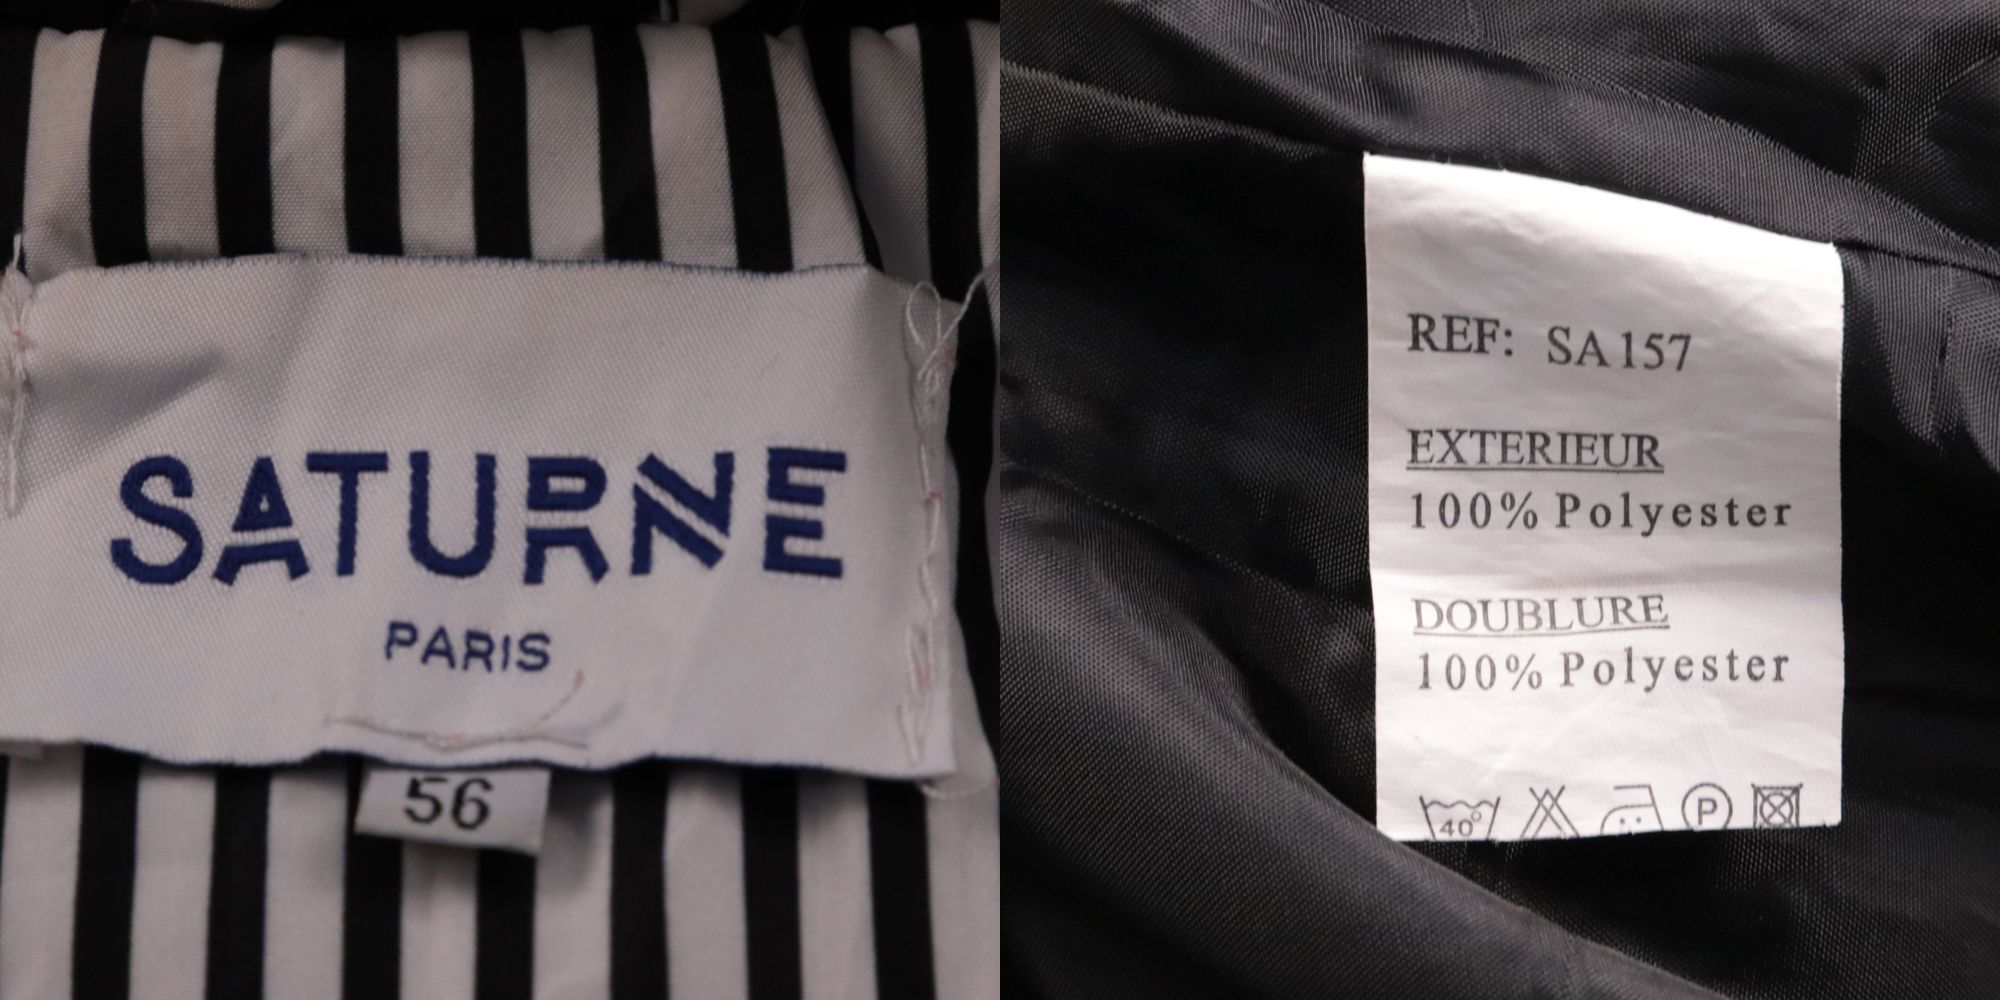 SATURNE
PARIS
56
REF: SA157
EXTERIEUR
100% Polyester
DOUBLURE
100% Polyester
40° P